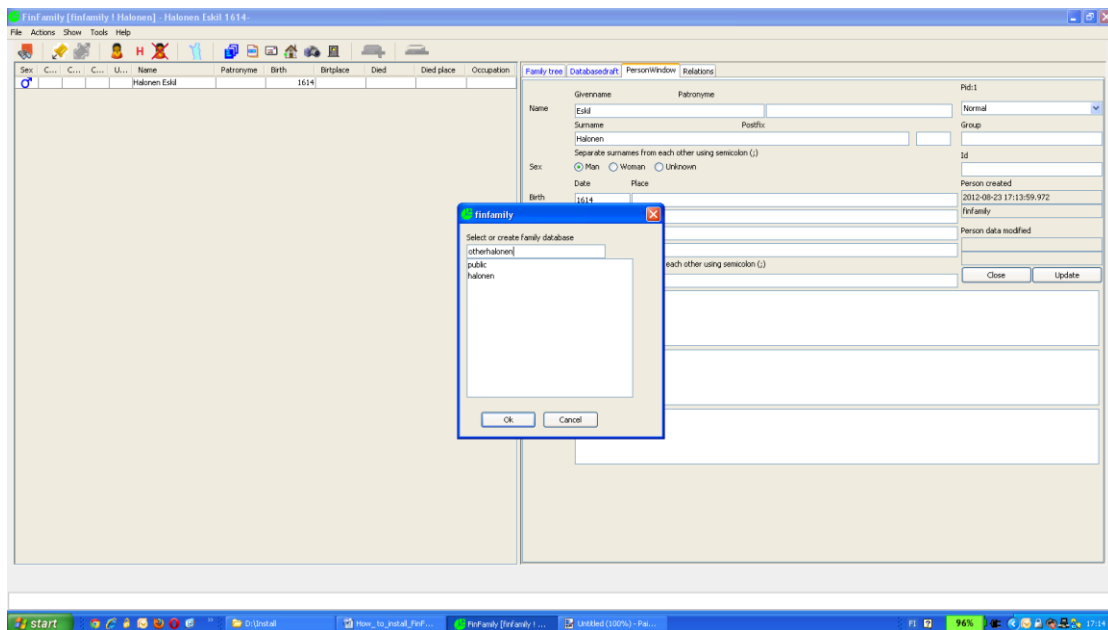 FinFamily [finfamily ! Halonen] - Halonen Eskil 1614-
File Actions Show Tools Help
H
Sex C... C... C... U... Name Patronyme Birth Birtplace Died Died place Occupation
Halonen Eskil 1614
Family tree Databasedraft PersonWindow Relations
Pid:1
Givenname Patronyme
Name Eskil Normal
Surname Postfix Group
Halonen
Separate surnames from each other using semicolon (;) Id
Sex Man Woman Unknown
Date Place Person created
Birth 1614 2012-08-23 17:13:59.972
finfamily
Person data modified
each other using semicolon (;)
Close Update
finfamily
Select or create family database
otherhalonen
public
halonen
Ok Cancel
start D:\Install How_to_install_FinF... FinFamily [finfamily ! ... Untitled (100%) - Pai... FI 96% 17:14